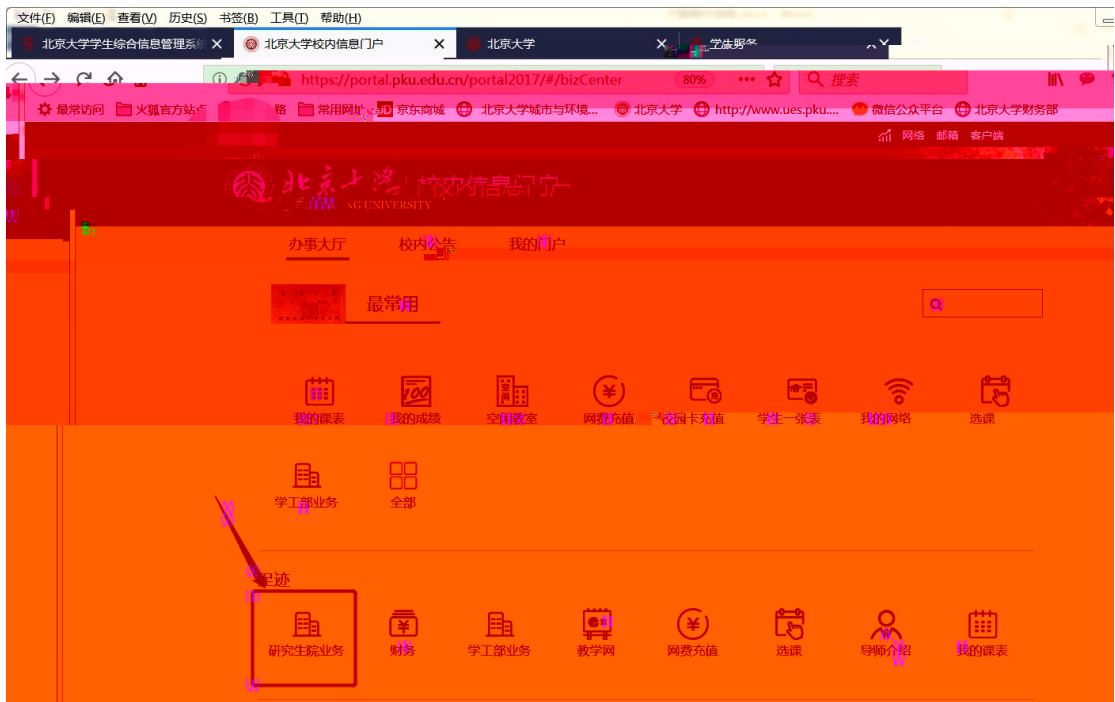 文件(F) 编辑(E) 查看(V) 历史(S) 书签(B) 工具(T) 帮助(H)
北京大学学生综合信息管理系统 北京大学校内信息门户 北京大学
https://portal.pku.edu.cn/portal2017/#/bizCenter 80% 搜索
最常访问 火狐官方站点 常用网址 JD 京东商城 北京大学城市与环境... 北京大学 http://www.ues.pku.... 微信公众平台 北京大学财务部
网络 邮箱 客户端
北京大学 校内信息门户
UNIVERSITY
办事大厅 校内公告 我的门户
最常用
我的课表 我的成绩 空闲教室 网费充值 校园卡充值 学生一张表 我的网络 选课
学工部业务 全部
足迹
研究生院业务 财务 学工部业务 教学网 网费充值 选课 导师介绍 我的课表